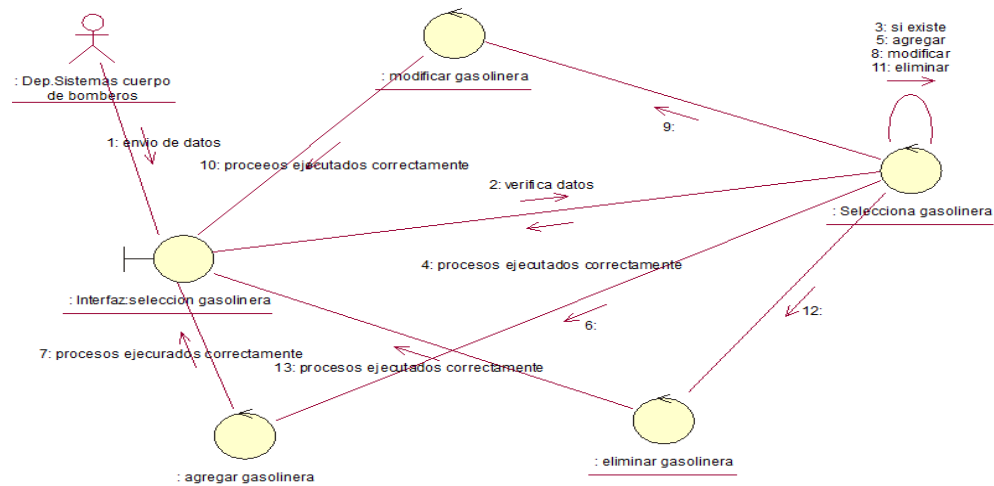 3: si existe
5: agregar
8: modificar
11: eliminar
: Dep.Sistemas cuerpo
de bomberos
: modificar gasolinera
1: envio de datos
9:
10: proceeos ejecutados correctamente
2: verifica datos
: Selecciona gasolinera
4: procesos ejecutados correctamente
: Interfaz:seleccion gasolinera
12:
6:
7: procesos ejecurados correctamente
13: procesos ejecutados correctamente
: eliminar gasolinera
: agregar gasolinera